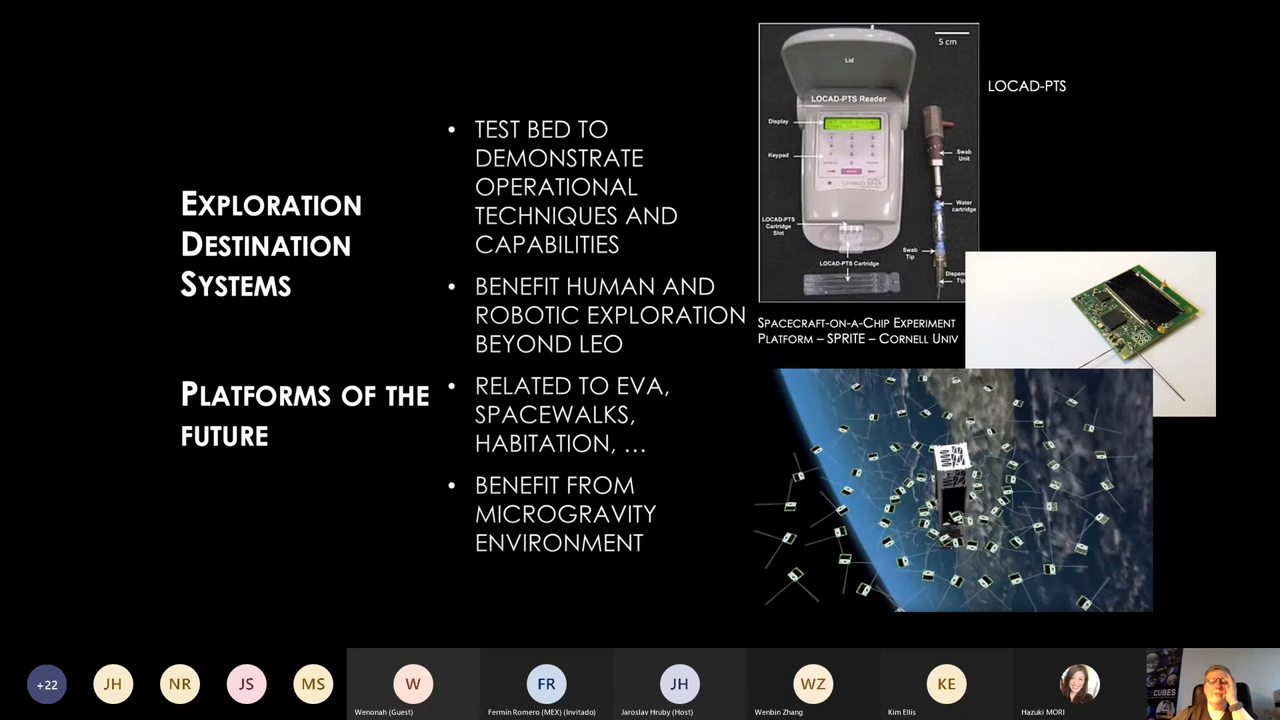 EXPLORATION
DESTINATION
SYSTEMS
PLATFORMS OF THE
FUTURE
• TEST BED TO
DEMONSTRATE
OPERATIONAL
TECHNIQUES AND
CAPABILITIES
• BENEFIT HUMAN AND
ROBOTIC EXPLORATION
BEYOND LEO
• RELATED TO EVA,
SPACEWALKS,
HABITATION, …
• BENEFIT FROM
MICROGRAVITY
ENVIRONMENT
5 cm
Lid
LOCAD-PTS Reader
Display
Keypad
LOCAD-PTS
Cartridge
Slot
LOCAD-PTS Cartridge
Swab
Unit
Water
cartridge
Swab
Tip
Dispens
Tip
LOCAD-PTS
SPACECRAFT-ON-A-CHIP EXPERIMENT
PLATFORM – SPRITE – CORNELL UNIV
+22
JH
NR
JS
MS
W
Wenonah (Guest)
FR
Fermín Romero (MEX) (Invitado)
JH
Jaroslav Hruby (Host)
WZ
Wenbin Zhang
KE
Kim Ellis
Hazuki MORI
CUBES